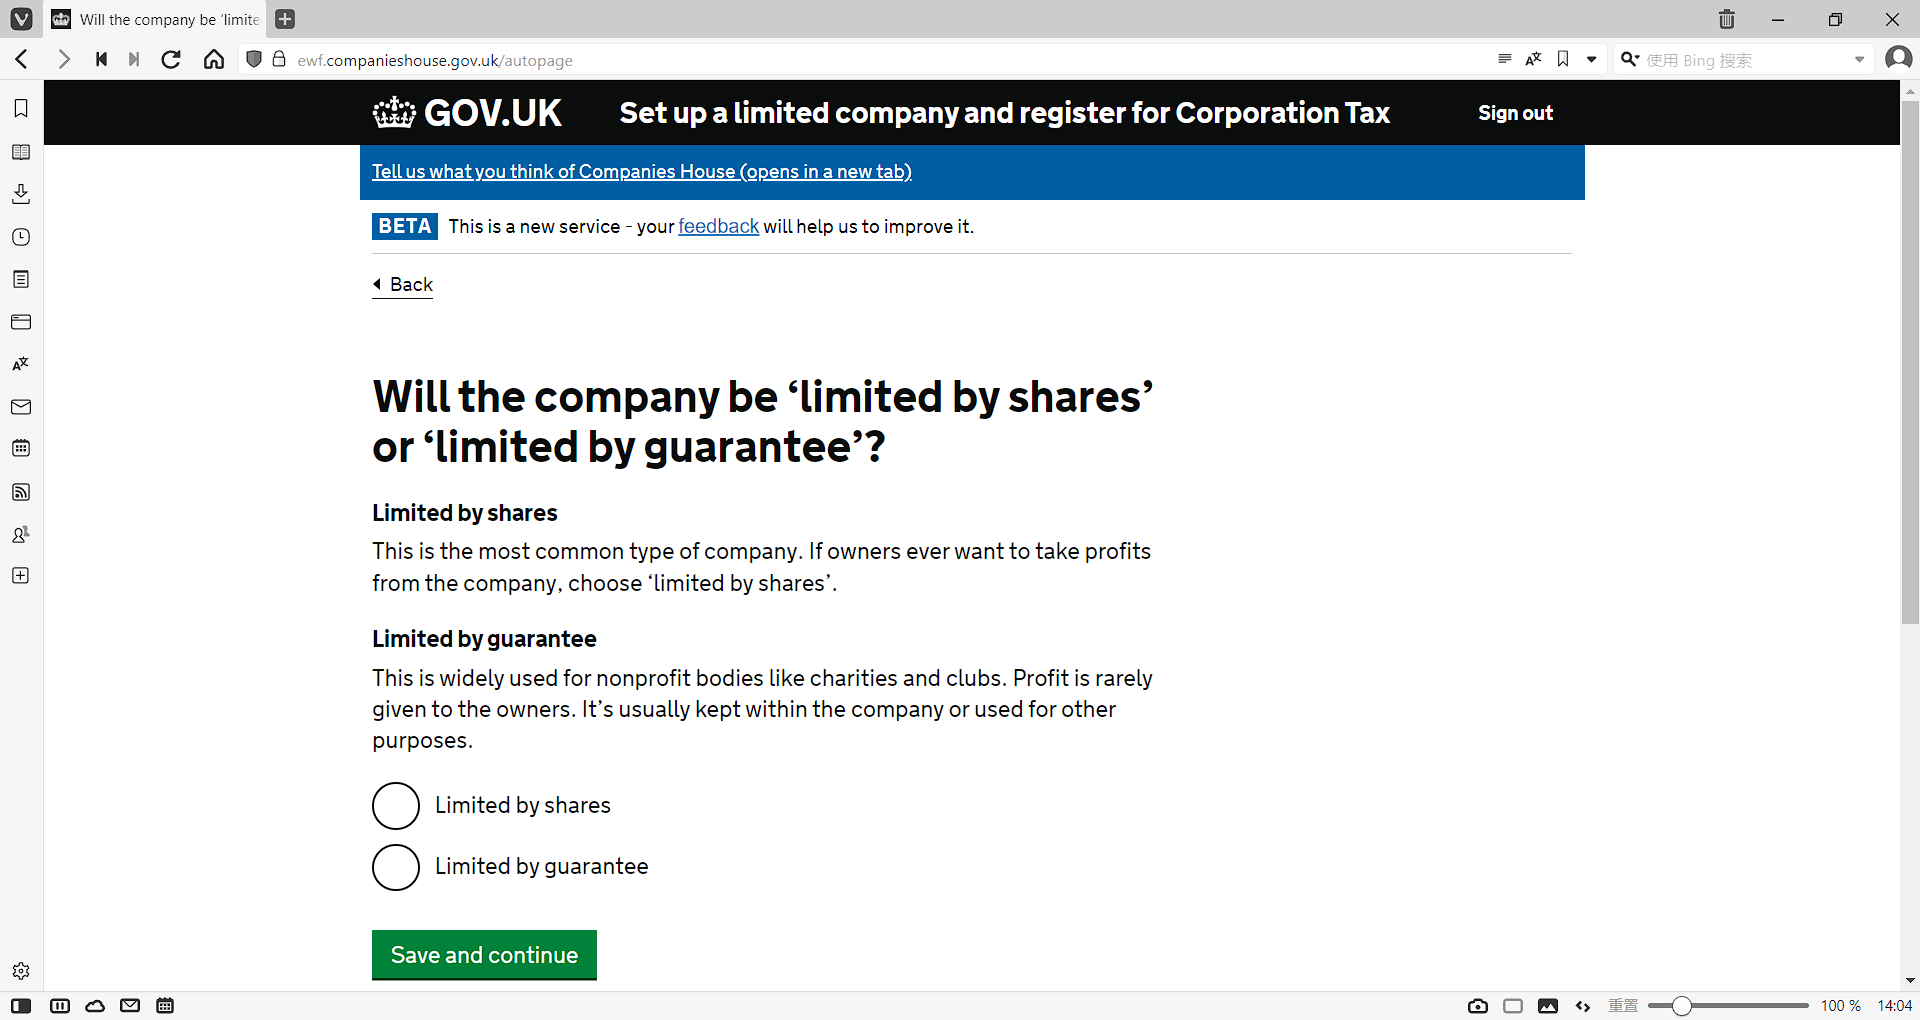 Will the company be 'limite
ewf.companieshouse.gov.uk/autopage
使用 Bing 搜索
GOV.UK
Set up a limited company and register for Corporation Tax
Sign out
Tell us what you think of Companies House (opens in a new tab)
BETA
This is a new service - your feedback will help us to improve it.
Back
Will the company be ‘limited by shares’
or ‘limited by guarantee’?
Limited by shares
This is the most common type of company. If owners ever want to take profits
from the company, choose ‘limited by shares’.
Limited by guarantee
This is widely used for nonprofit bodies like charities and clubs. Profit is rarely
given to the owners. It’s usually kept within the company or used for other
purposes.
Limited by shares
Limited by guarantee
Save and continue
重置
100 %
14:04